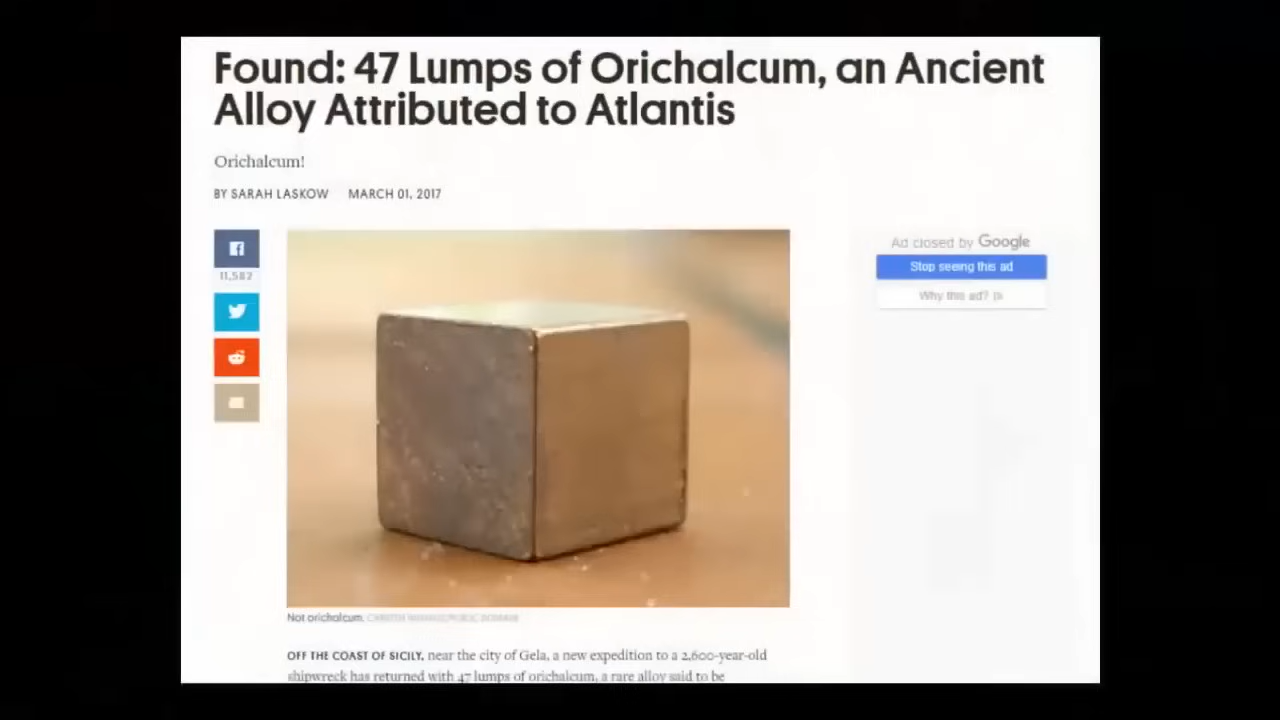 Found: 47 Lumps of Orichalcum, an Ancient
Alloy Attributed to Atlantis
Orichalcum!
BY SARAH LASKOW MARCH 01, 2017
11,582
Ad closed by Google
Stop seeing this ad
Why this ad?
Not orichalcum.
OFF THE COAST OF SICILY, near the city of Gela, a new expedition to a 2,600-year-old
shipwreck has returned with 47 lumps of orichalcum, a rare alloy said to be